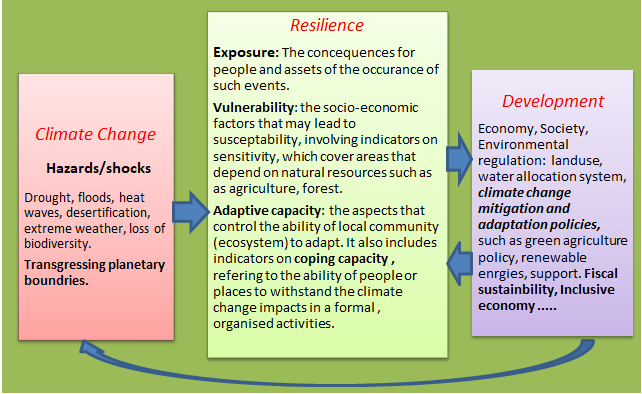 Climate Change
Hazards/shocks
Drought, floods, heat
waves, desertification,
extreme weather, loss of
biodiversity.
Transgressing planetary
boundries.
Resilience
Exposure: The concequences for
people and assets of the occurance of
such events.
Vulnerability: the socio-economic
factors that may lead to
susceptability, involving indicators on
sensitivity, which cover areas that
depend on natural resources such as
as agriculture, forest.
Adaptive capacity: the aspects that
control the ability of local community
(ecosystem) to adapt. It also includes
indicators on coping capacity ,
refering to the ability of people or
places to withstand the climate
change impacts in a formal ,
organised activities.
Development
Economy, Society,
Environmental
regulation: landuse,
water allocation system,
climate change
mitigation and
adaptation policies,
such as green agriculture
policy, renewable
enrgies, support. Fiscal
sustainbility, Inclusive
economy .....